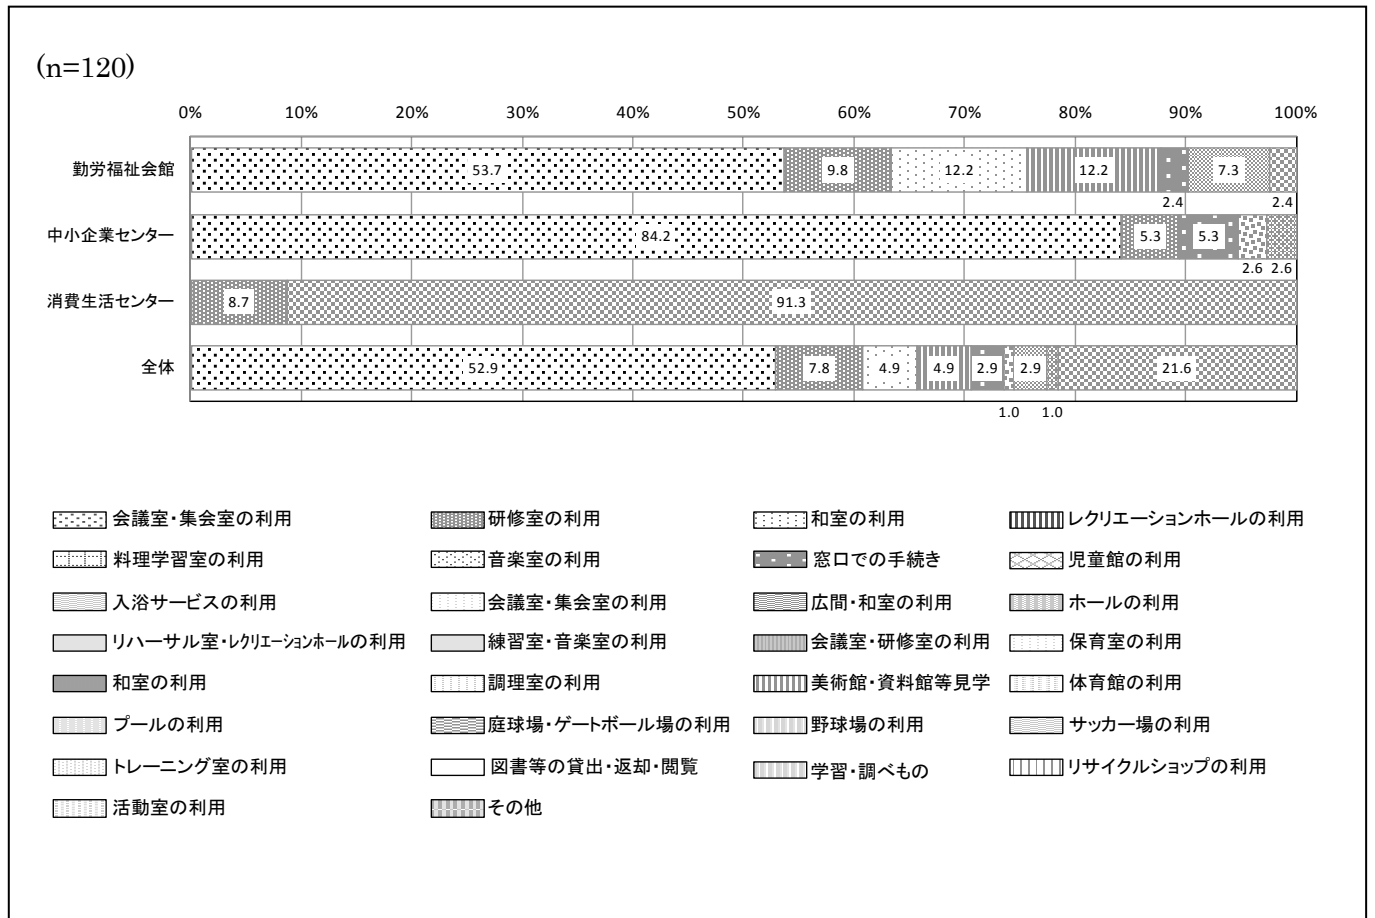 (n=120)
0% 10% 20% 30% 40% 50% 60% 70% 80% 90% 100%
勤労福祉会館 53.7 9.8 12.2 12.2 7.3
2.4 2.4
中小企業センター 84.2 5.3 5.3
2.6 2.6
消費生活センター 8.7 91.3
全体 52.9 7.8 4.9 4.9 2.9 2.9 21.6
1.0 1.0
会議室・集会室の利用 研修室の利用 和室の利用 レクリエーションホールの利用
料理学習室の利用 音楽室の利用 窓口での手続き 児童館の利用
入浴サービスの利用 会議室・集会室の利用 広間・和室の利用 ホールの利用
リハーサル室・レクリエーションホールの利用 練習室・音楽室の利用 会議室・研修室の利用 保育室の利用
和室の利用 調理室の利用 美術館・資料館等見学 体育館の利用
プールの利用 庭球場・ゲートボール場の利用 野球場の利用 サッカー場の利用
トレーニング室の利用 図書等の貸出・返却・閲覧 学習・調べもの リサイクルショップの利用
活動室の利用 その他